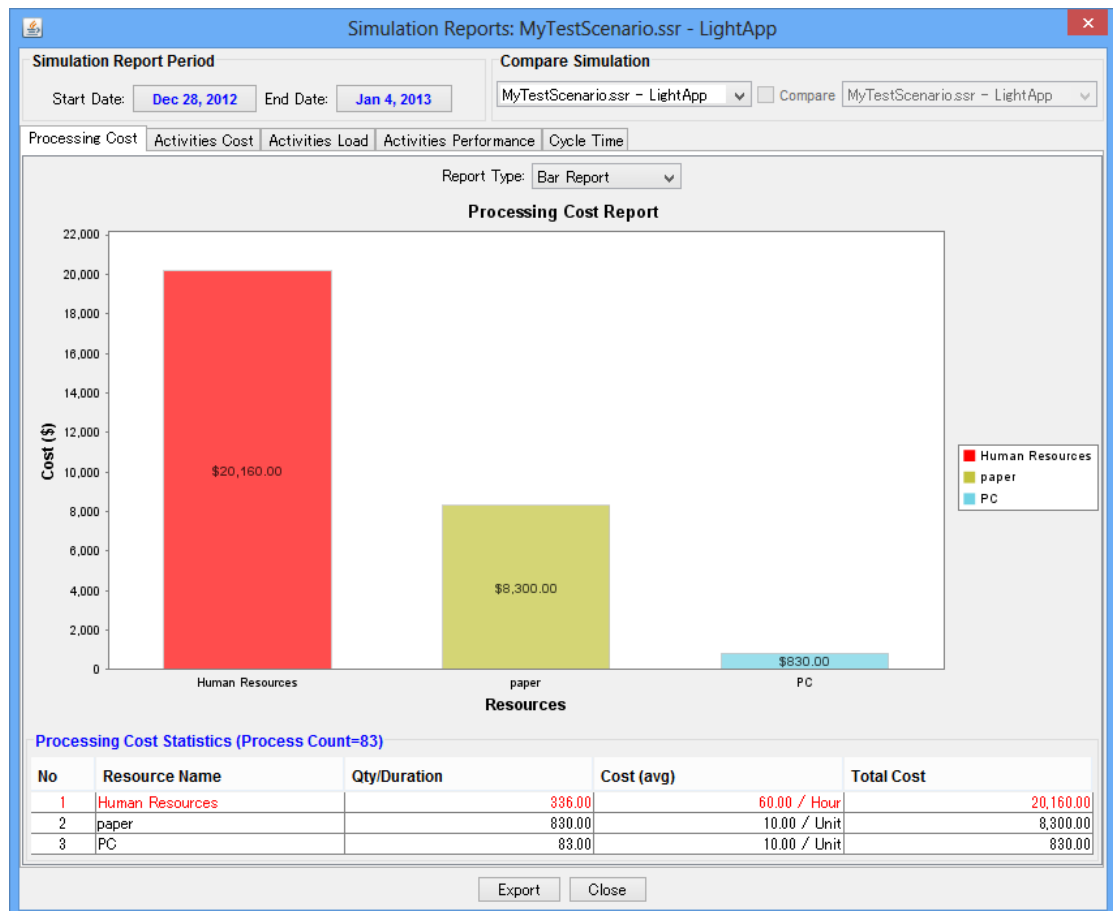 Simulation Reports: MyTestScenario.ssr - LightApp
Simulation Report Period
Start Date: Dec 28, 2012 End Date: Jan 4, 2013
Compare Simulation
MyTestScenario.ssr - LightApp Compare MyTestScenario.ssr - LightApp
Processing Cost Activities Cost Activities Load Activities Performance Cycle Time
Report Type: Bar Report
Processing Cost Report
22,000
20,000
18,000
16,000
14,000
12,000
10,000
8,000
6,000
4,000
2,000
0
Cost ($)
$20,160.00
$8,300.00
$830.00
Human Resources paper PC
Resources
Human Resources
paper
PC
Processing Cost Statistics (Process Count=83)
No Resource Name Qty/Duration Cost (avg) Total Cost
1 Human Resources 336.00 60.00 / Hour 20,160.00
2 paper 830.00 10.00 / Unit 8,300.00
3 PC 83.00 10.00 / Unit 830.00
Export Close